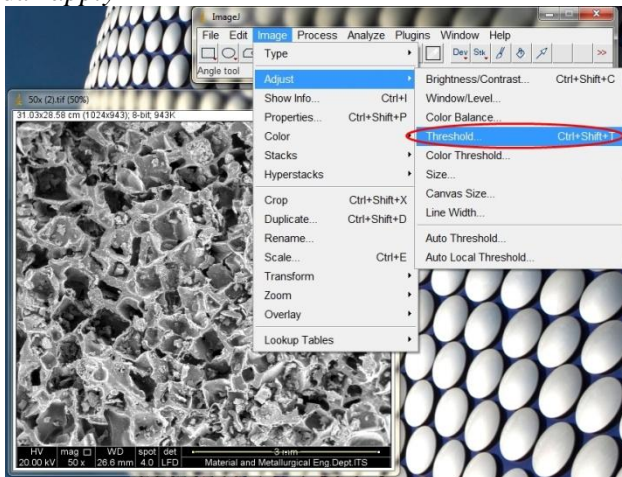 ImageJ
File Edit Image Process Analyze Plugins Window Help
Dev Stk >>
Angle tool
Type
Adjust
Show Info... Ctrl+I
Properties... Ctrl+Shift+P
Color
Stacks
Hyperstacks
Crop Ctrl+Shift+X
Duplicate... Ctrl+Shift+D
Rename...
Scale... Ctrl+E
Transform
Zoom
Overlay
Lookup Tables
Brightness/Contrast... Ctrl+Shift+C
Window/Level...
Color Balance...
Threshold... Ctrl+Shift+T
Color Threshold...
Size...
Canvas Size...
Line Width...
Auto Threshold...
Auto Local Threshold...
50x (2).tif (50%)
31.03x28.58 cm (1024x943); 8-bit; 943K
HV mag WD spot det 3 mm
20.00 kV 50 x 26.6 mm 4.0 LFD Material and Metallurgical Eng.Dept.ITS